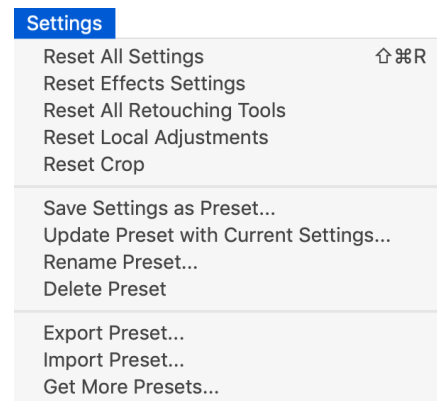 Settings
Reset All Settings ⇧⌘R
Reset Effects Settings
Reset All Retouching Tools
Reset Local Adjustments
Reset Crop
Save Settings as Preset...
Update Preset with Current Settings...
Rename Preset...
Delete Preset
Export Preset...
Import Preset...
Get More Presets...